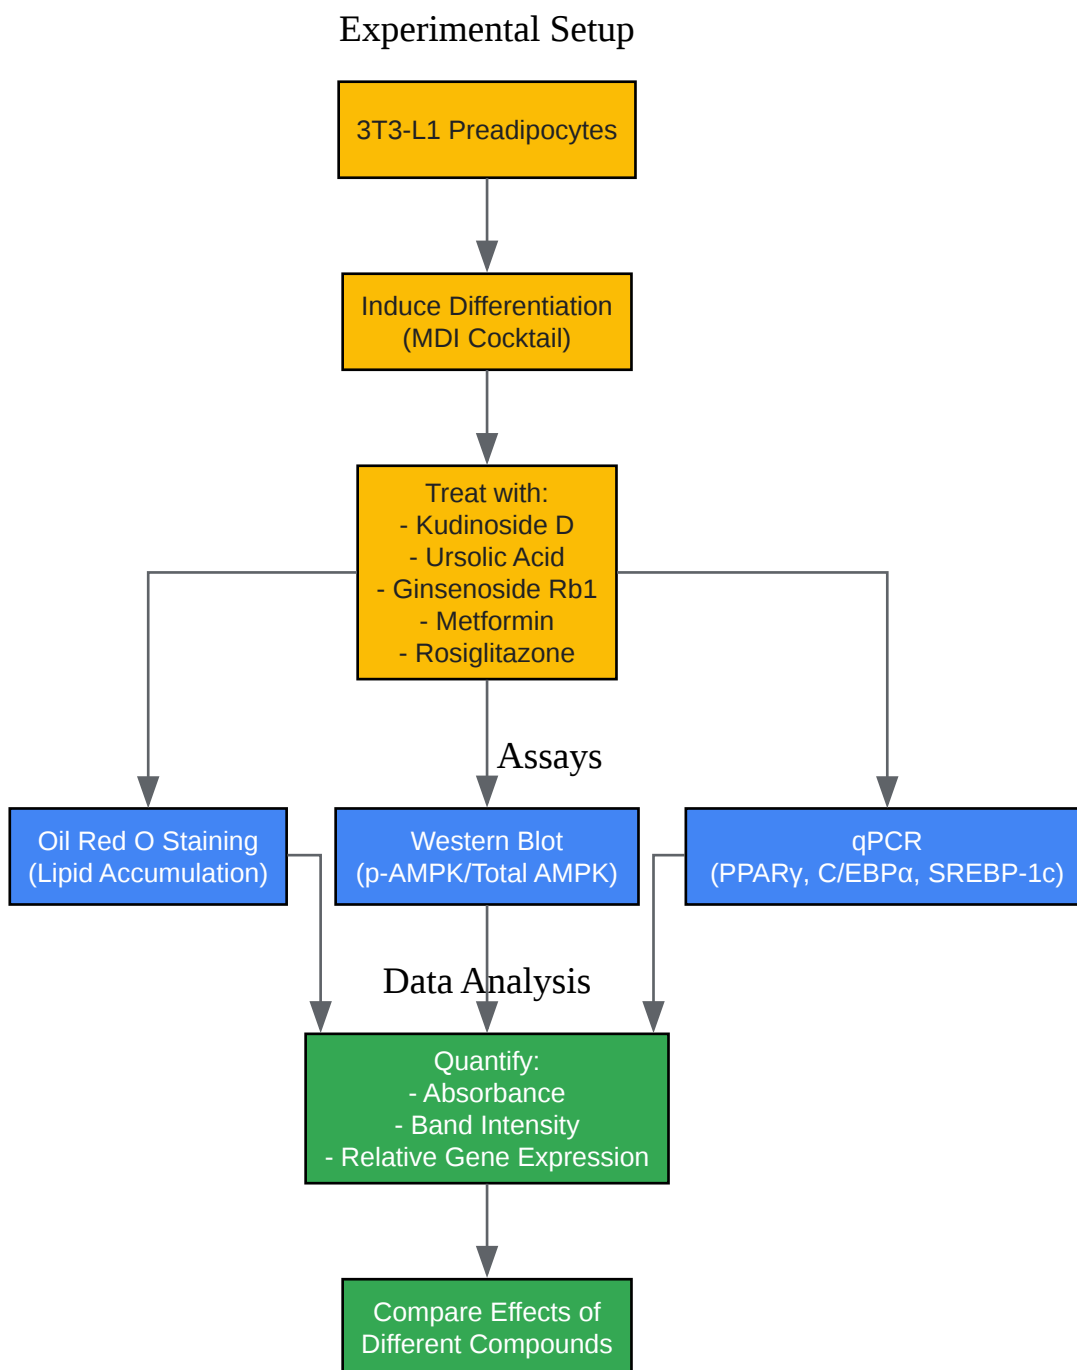 Experimental Setup
3T3-L1 Preadipocytes
Induce Differentiation
(MDI Cocktail)
Treat with:
- Kudinoside D
- Ursolic Acid
- Ginsenoside Rb1
- Metformin
- Rosiglitazone
Assays
Oil Red O Staining
(Lipid Accumulation)
Western Blot
(p-AMPK/Total AMPK)
qPCR
(PPARγ, C/EBPα, SREBP-1c)
Data Analysis
Quantify:
- Absorbance
- Band Intensity
- Relative Gene Expression
Compare Effects of
Different Compounds